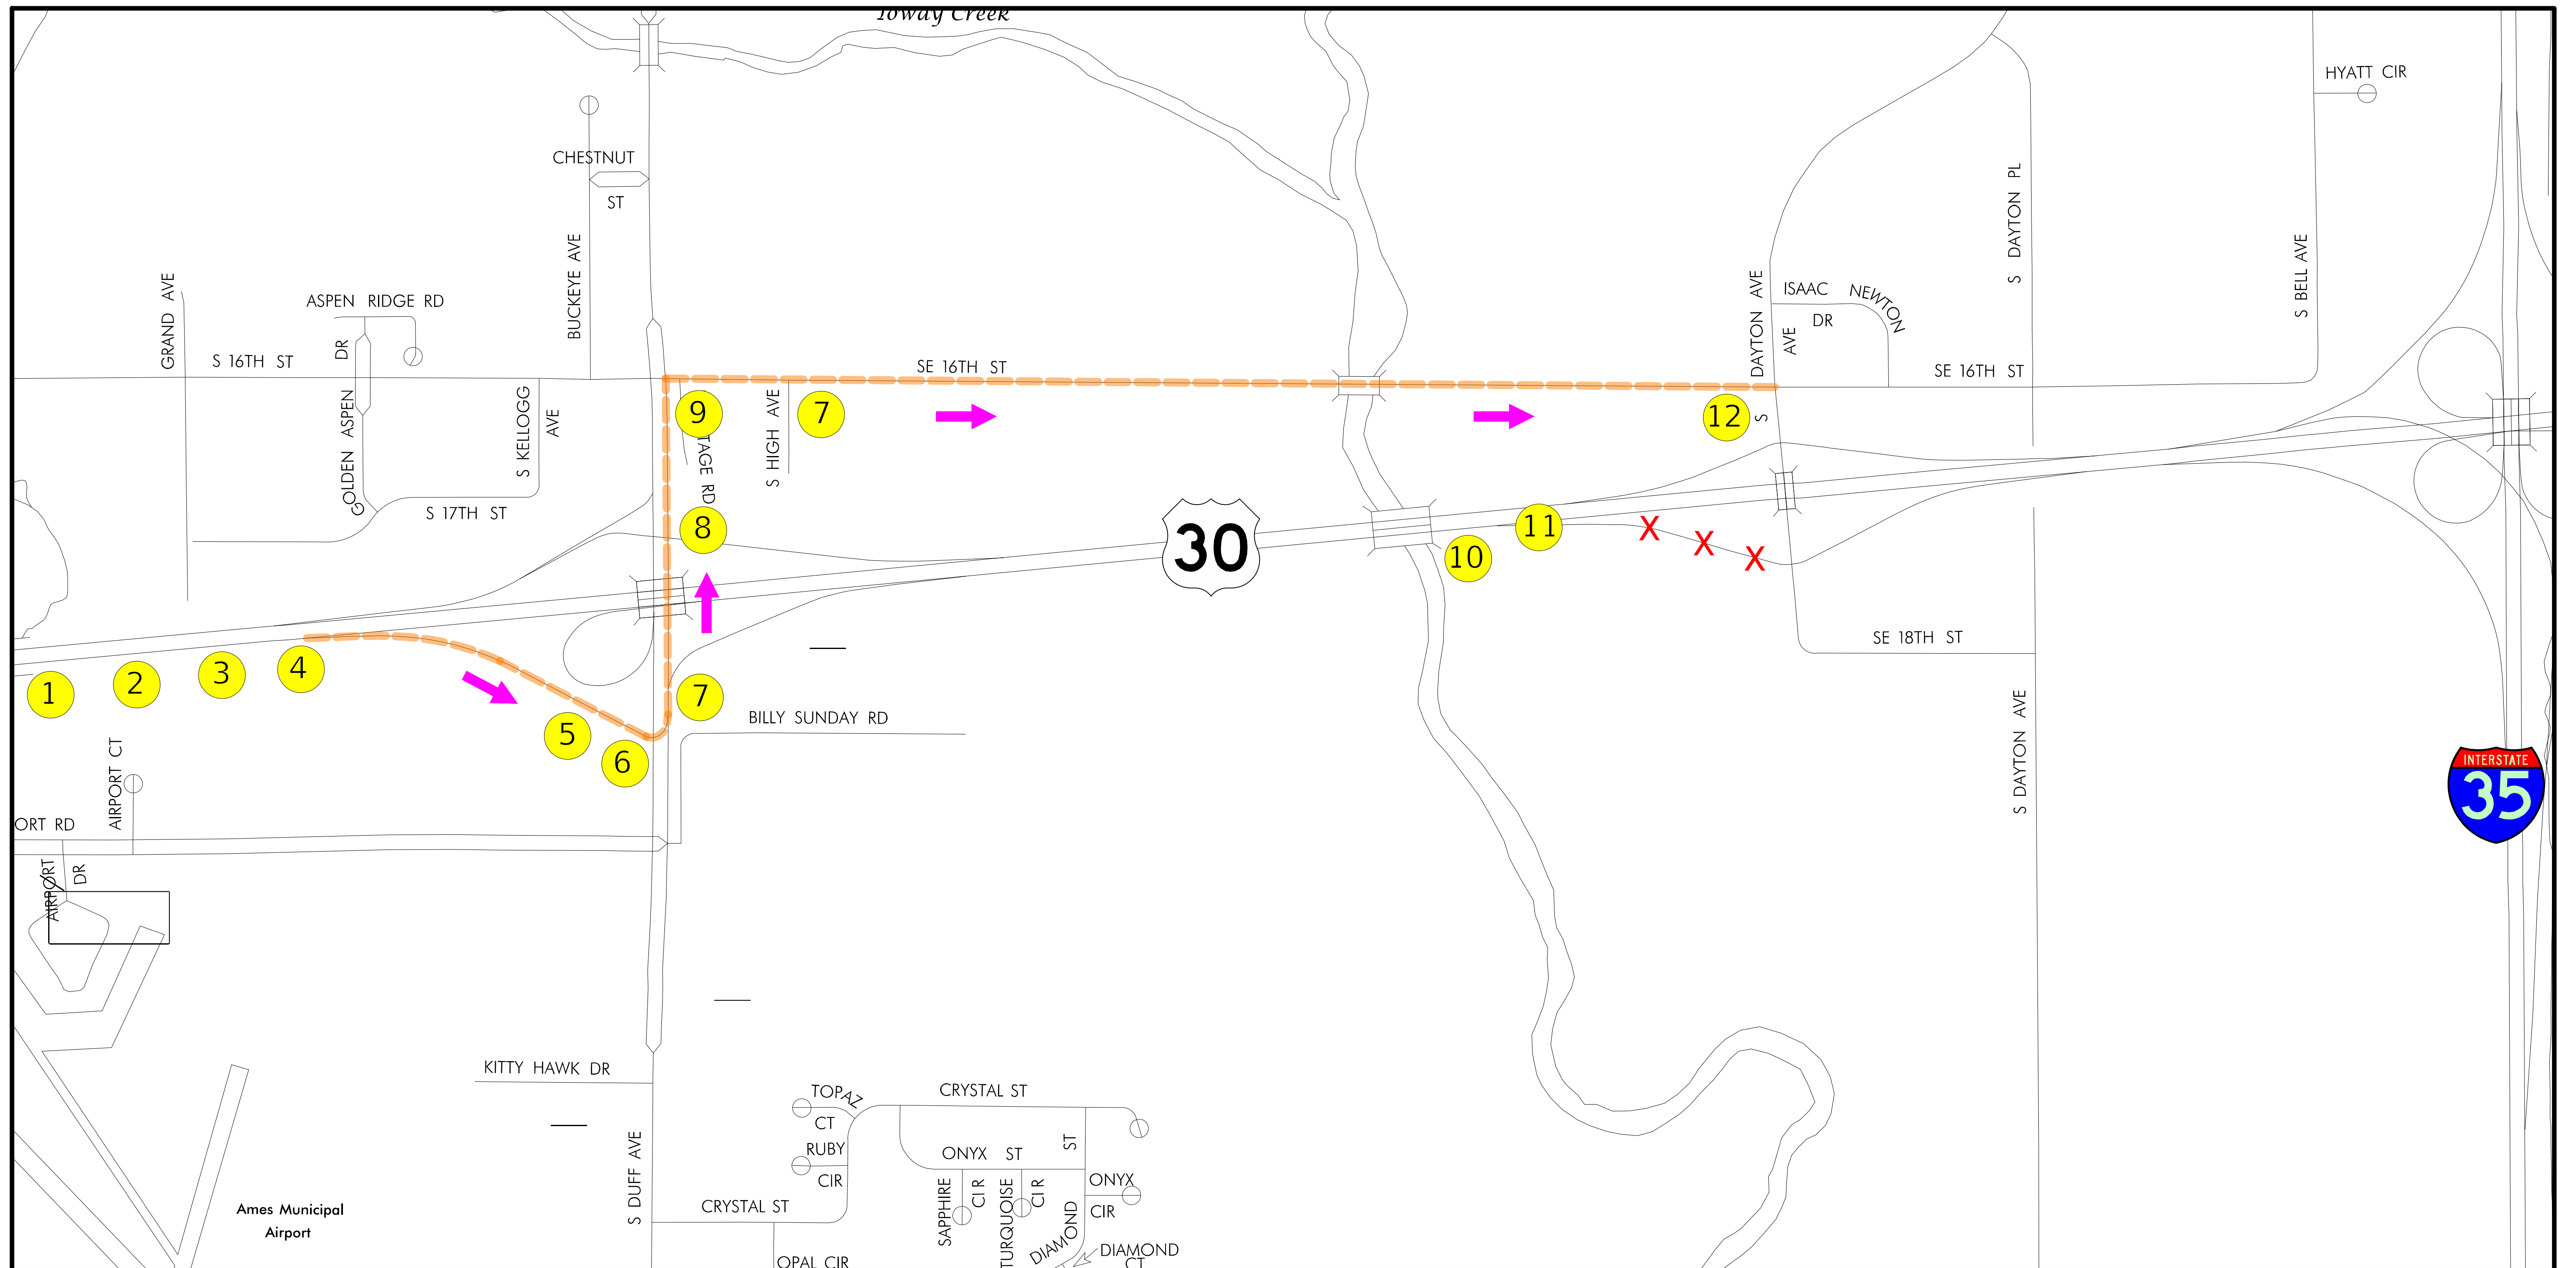 Ioway Creek
HYATT CIR
CHESTNUT
ST
BUCKEYE AVE
S DAYTON PL
S BELL AVE
GRAND AVE
ASPEN RIDGE RD
DR
GOLDEN ASPEN
S 16TH ST
S KELLOGG
AVE
S 17TH ST
SE 16TH ST
9
TAGE RD
S HIGH AVE
7
DAYTON AVE
S
AVE
ISAAC NEWTON
DR
12
SE 16TH ST
8
30
10
11
X
X
X
SE 18TH ST
1
2
3
4
5
6
7
BILLY SUNDAY RD
S DAYTON AVE
INTERSTATE
35
AIRPORT CT
ORT RD
AIRPORT
DR
KITTY HAWK DR
S DUFF AVE
TOPAZ
CT
CRYSTAL ST
RUBY
CIR
ONYX ST
ST
ONYX
CIR
SAPPHIRE
CIR
TURQUOISE
CIR
DIAMOND
DIAMOND
CT
CRYSTAL ST
OPAL CIR
Ames Municipal
Airport